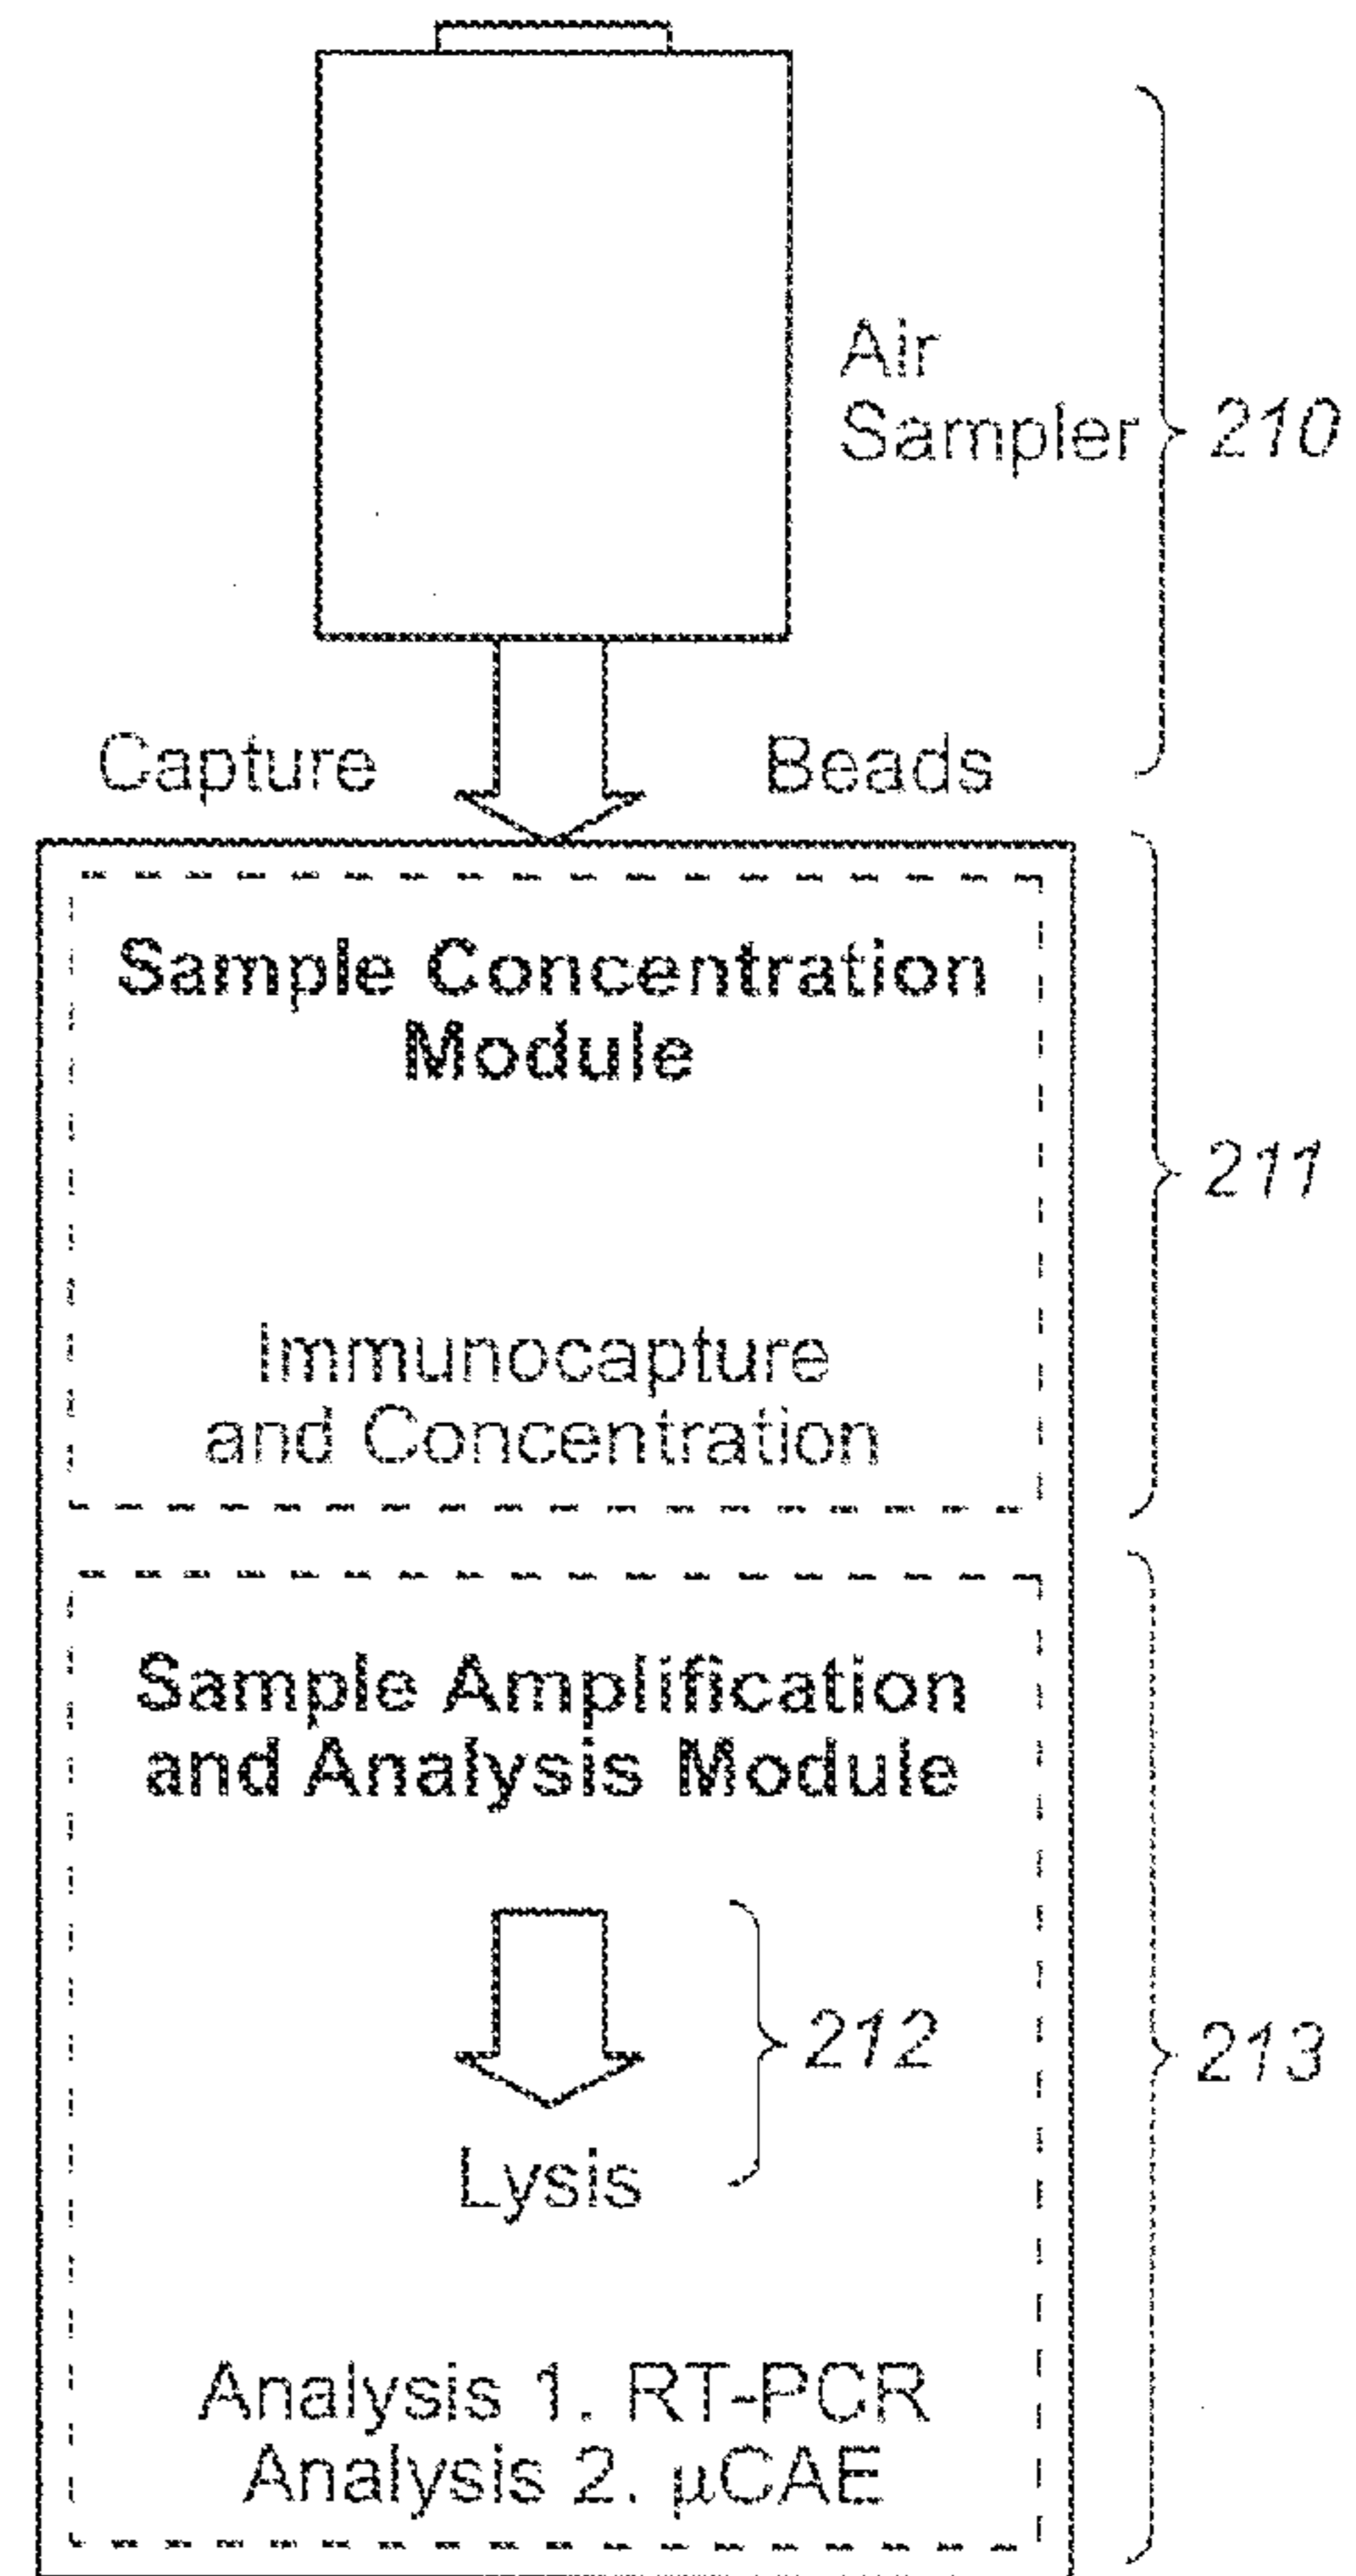 Air
Sampler
210
Capture
Beads
Sample Concentration
Module
211
Immunocapture
and Concentration
Sample Amplification
and Analysis Module
212
213
Lysis
Analysis 1. RT-PCR
Analysis 2. µCAE